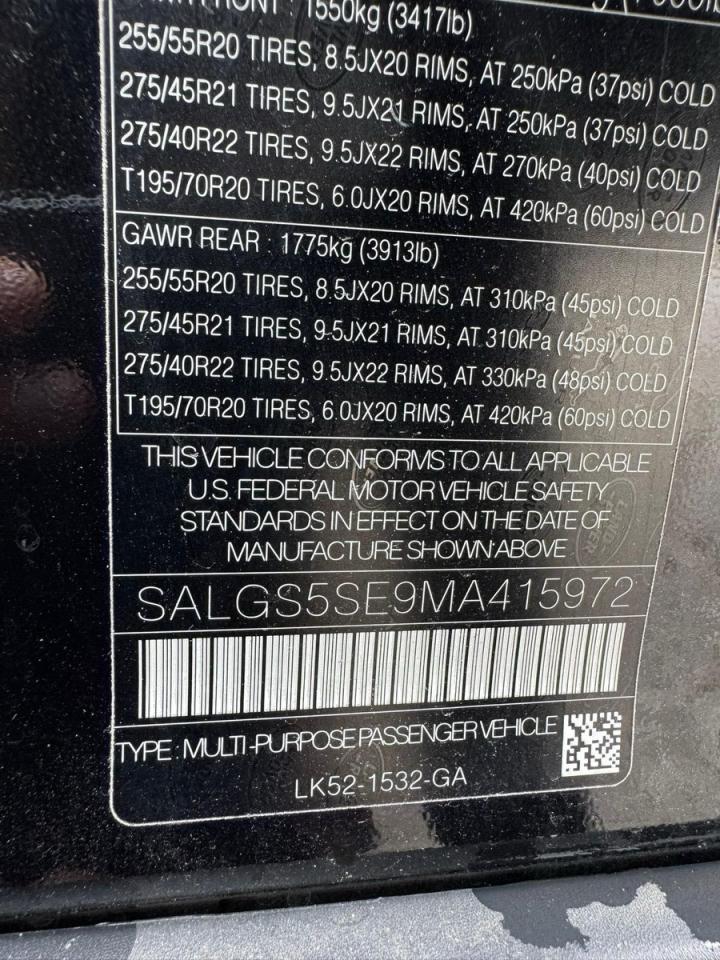 FRONT : 1550kg (3417lb)
255/55R20 TIRES, 8.5JX20 RIMS, AT 250kPa (37psi) COLD
275/45R21 TIRES, 9.5JX21 RIMS, AT 250kPa (37psi) COLD
275/40R22 TIRES, 9.5JX22 RIMS, AT 270kPa (40psi) COLD
T195/70R20 TIRES, 6.0JX20 RIMS, AT 420kPa (60psi) COLD
GAWR REAR : 1775kg (3913lb)
255/55R20 TIRES, 8.5JX20 RIMS, AT 310kPa (45psi) COLD
275/45R21 TIRES, 9.5JX21 RIMS, AT 310kPa (45psi) COLD
275/40R22 TIRES, 9.5JX22 RIMS, AT 330kPa (48psi) COLD
T195/70R20 TIRES, 6.0JX20 RIMS, AT 420kPa (60psi) COLD
THIS VEHICLE CONFORMS TO ALL APPLICABLE
U.S. FEDERAL MOTOR VEHICLE SAFETY
STANDARDS IN EFFECT ON THE DATE OF
MANUFACTURE SHOWN ABOVE
SALGS5SE9MA415972
TYPE : MULTI-PURPOSE PASSENGER VEHICLE
LK52-1532-GA